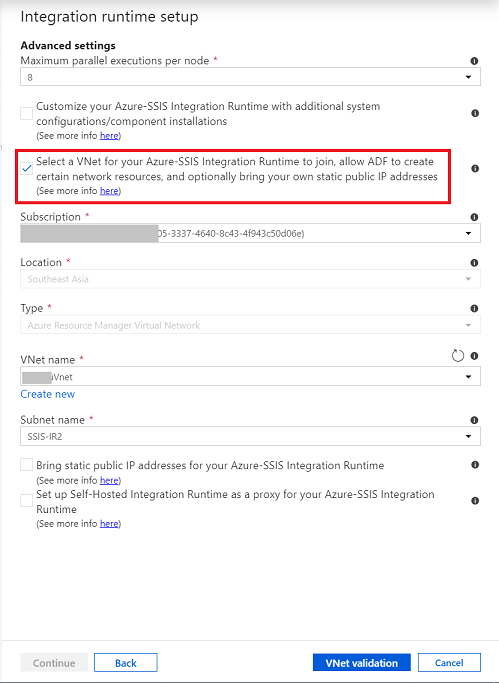 Integration runtime setup
Advanced settings
Maximum parallel executions per node *
8
Customize your Azure-SSIS Integration Runtime with additional system
configurations/component installations
(See more info here)
Select a VNet for your Azure-SSIS Integration Runtime to join, allow ADF to create
certain network resources, and optionally bring your own static public IP addresses
(See more info here)
Subscription *
05-3337-4640-8c43-4f943c50d06e)
Location *
Southeast Asia
Type *
Azure Resource Manager Virtual Network
VNet name *
Vnet
Create new
Subnet name *
SSIS-IR2
Bring static public IP addresses for your Azure-SSIS Integration Runtime
(See more info here)
Set up Self-Hosted Integration Runtime as a proxy for your Azure-SSIS Integration
Runtime
(See more info here)
Continue
Back
VNet validation
Cancel